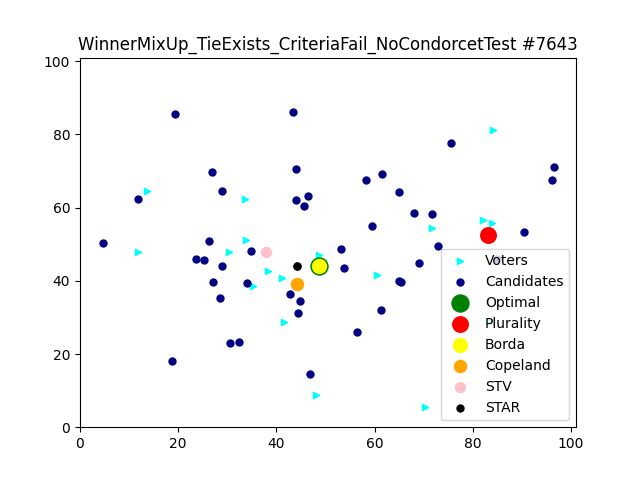 WinnerMixUp_TieExists_CriteriaFail_NoCondorcetTest #7643
100
80
60
40
20
0
0 20 40 60 80 100
Voters
Candidates
Optimal
Plurality
Borda
Copeland
STV
STAR